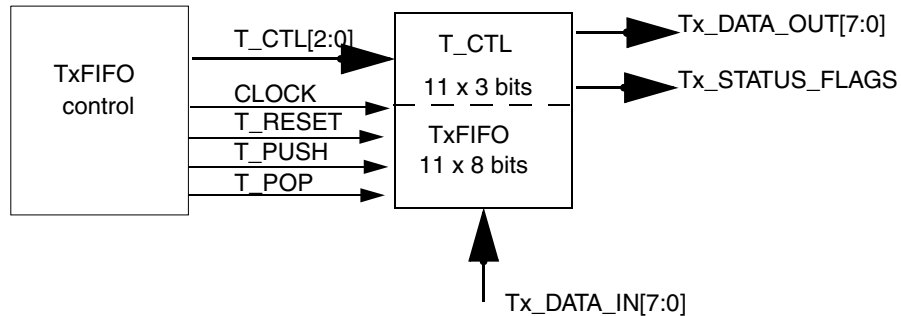 TxFIFO
control
T_CTL[2:0]
CLOCK
T_RESET
T_PUSH
T_POP
T_CTL
11 x 3 bits
TxFIFO
11 x 8 bits
Tx_DATA_OUT[7:0]
Tx_STATUS_FLAGS
Tx_DATA_IN[7:0]